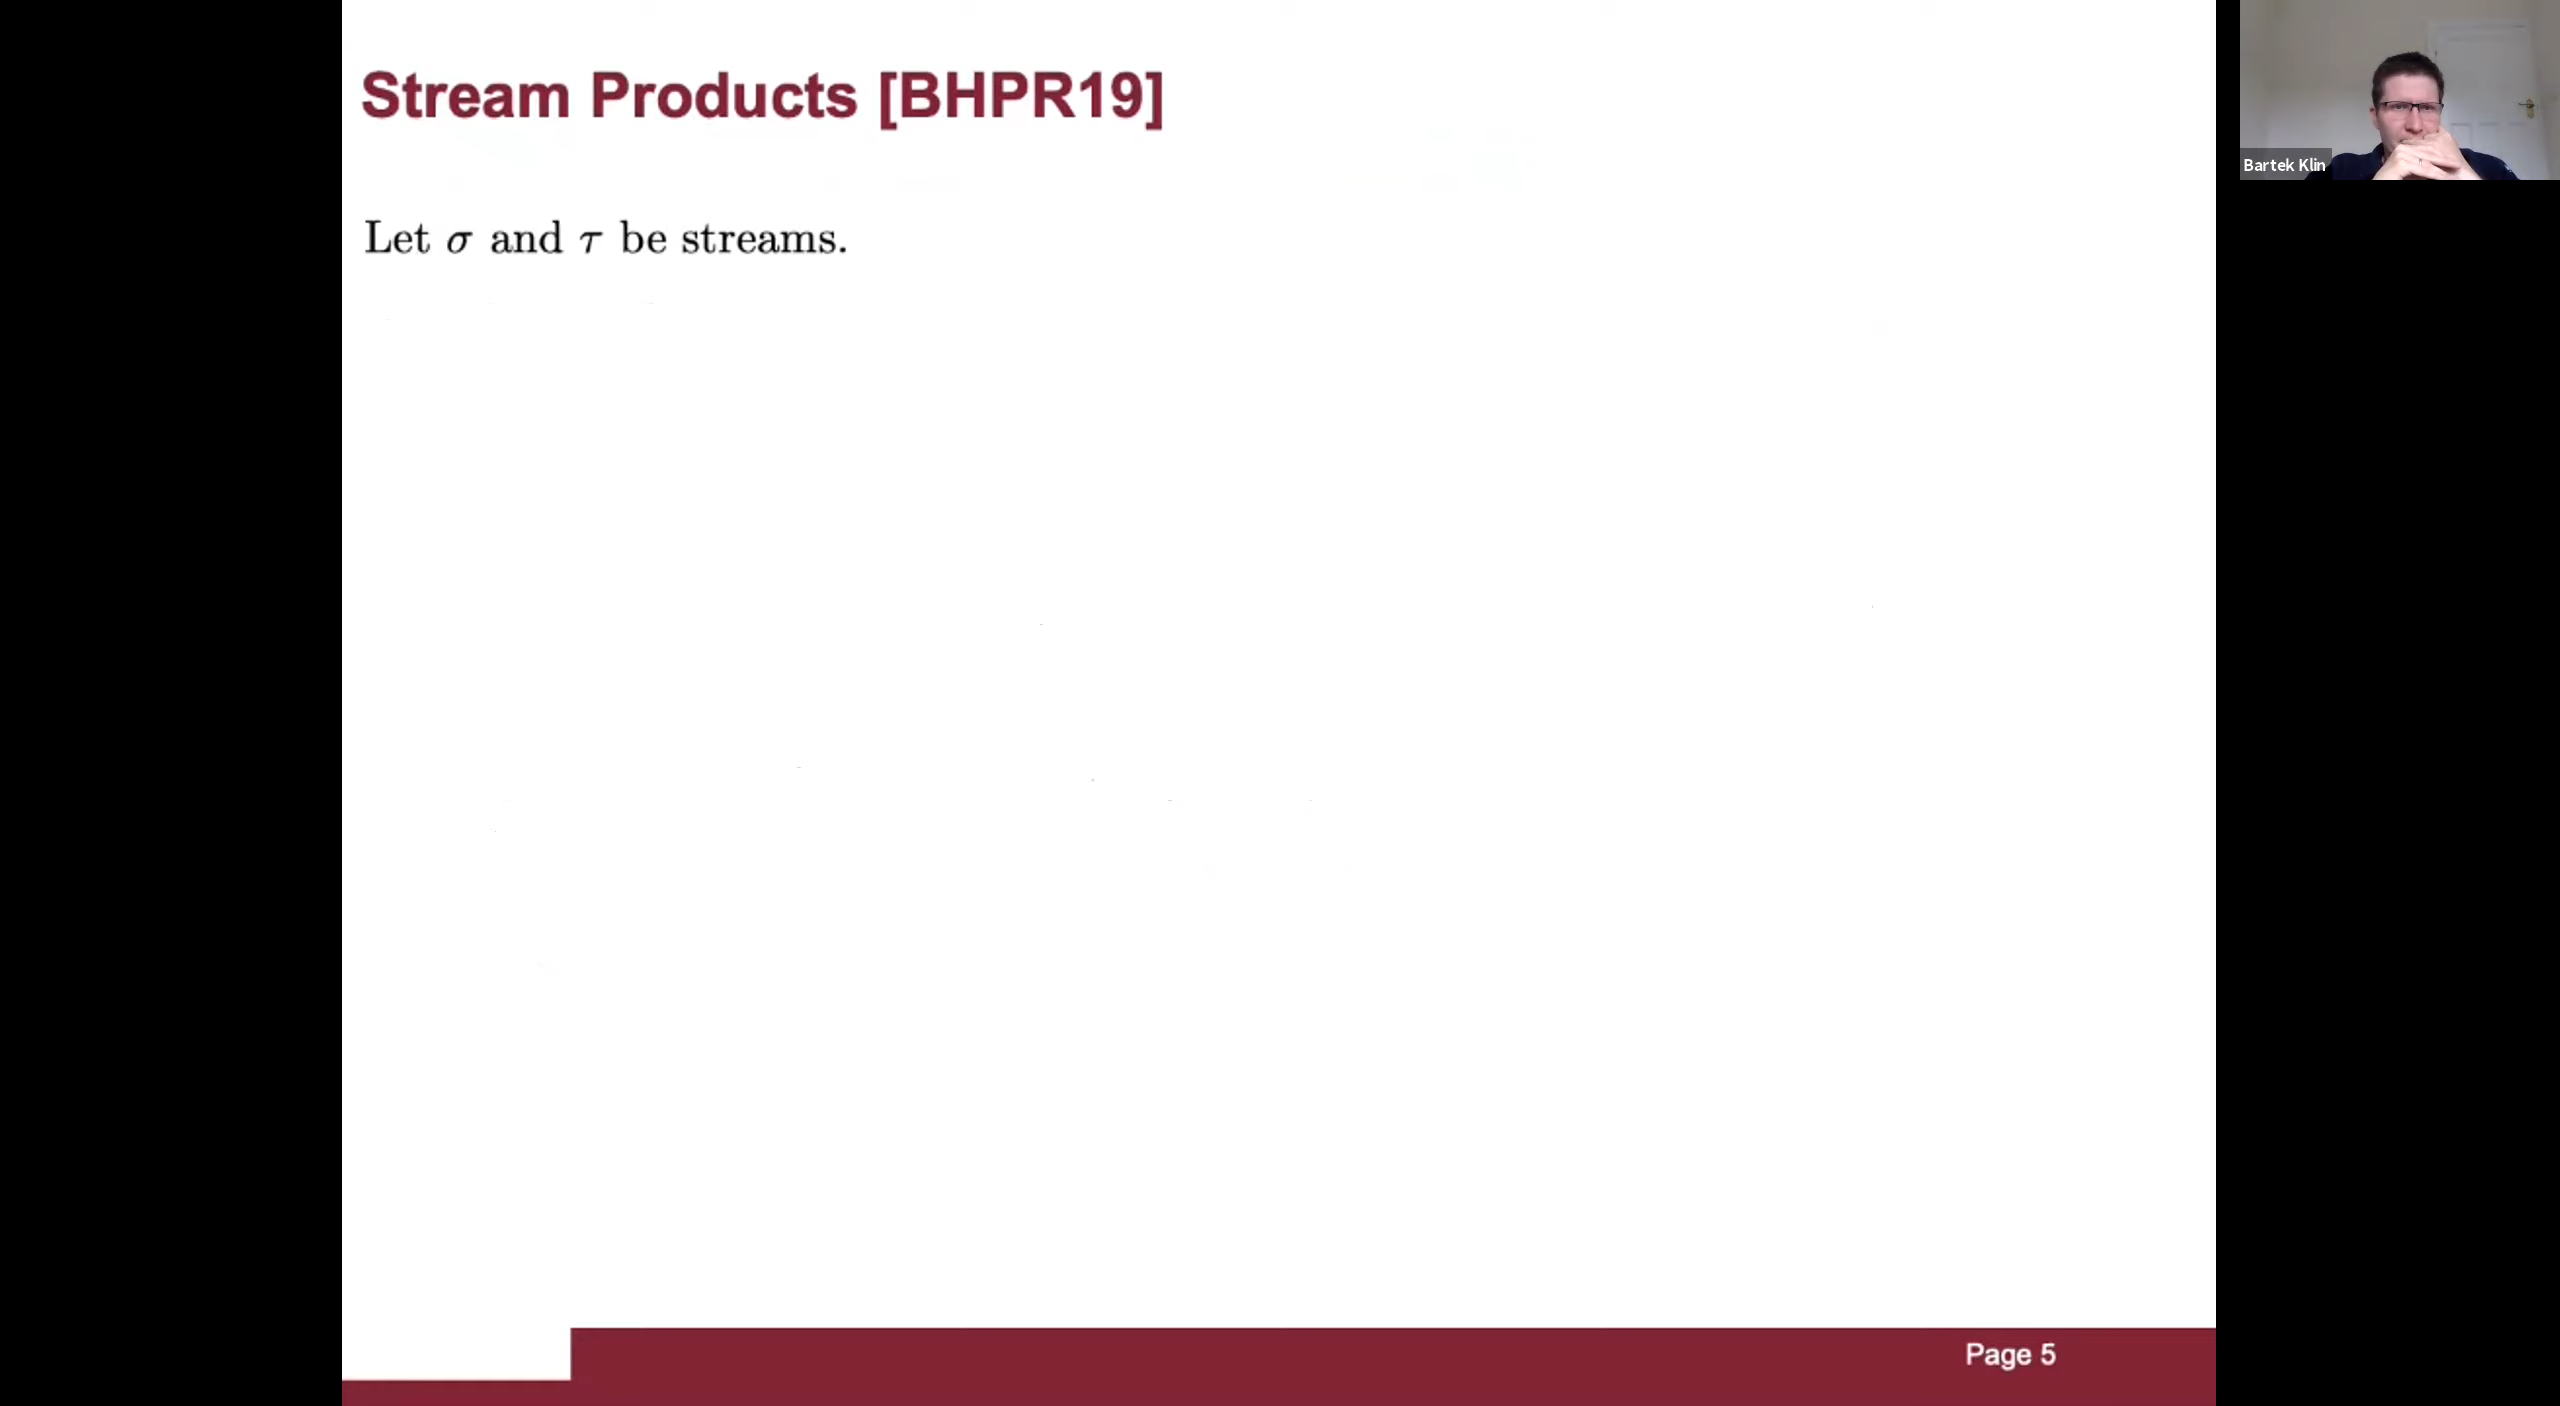 Stream Products [BHPR19]
Bartek Klin
Let σ and τ be streams.
Page 5